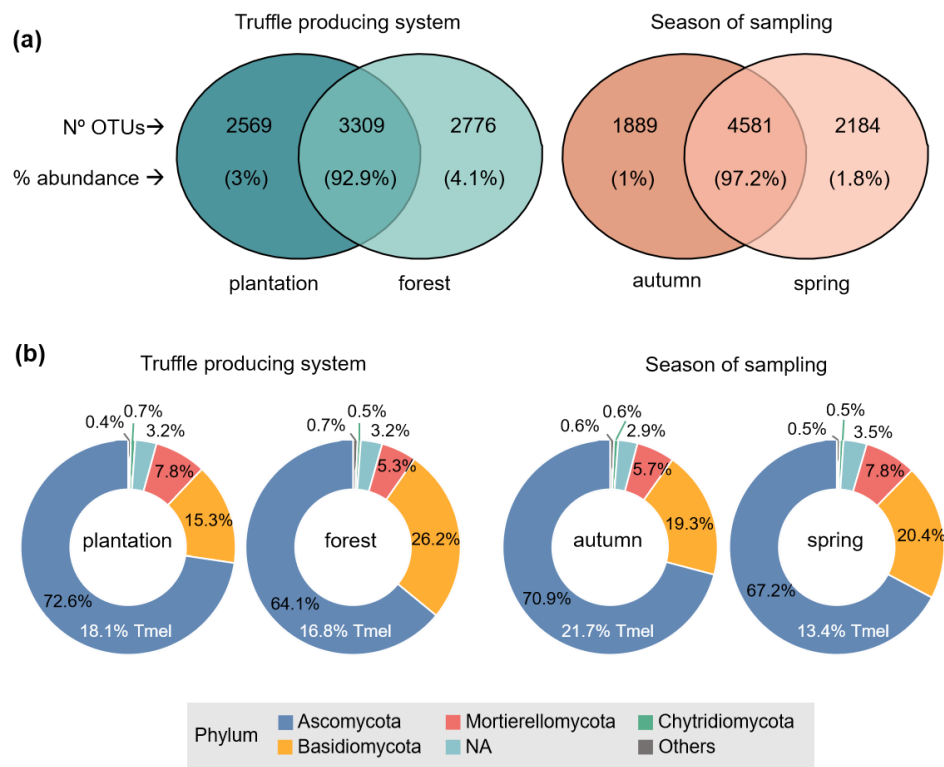 (a)
Truffle producing system
Season of sampling
Nº OTUs→
2569
3309
2776
1889
4581
2184
% abundance→
(3%)
(92.9%)
(4.1%)
(1%)
(97.2%)
(1.8%)
plantation
forest
autumn
spring
(b)
Truffle producing system
Season of sampling
0.4%
0.7%
3.2%
7.8%
15.3%
plantation
72.6%
18.1% Tmel
0.7%
0.5%
3.2%
5.3%
26.2%
forest
64.1%
16.8% Tmel
0.6%
0.6%
2.9%
5.7%
19.3%
autumn
70.9%
21.7% Tmel
0.5%
0.5%
3.5%
7.8%
20.4%
spring
67.2%
13.4% Tmel
Phylum
Ascomycota
Mortierellomycota
Chytridiomycota
Basidiomycota
NA
Others